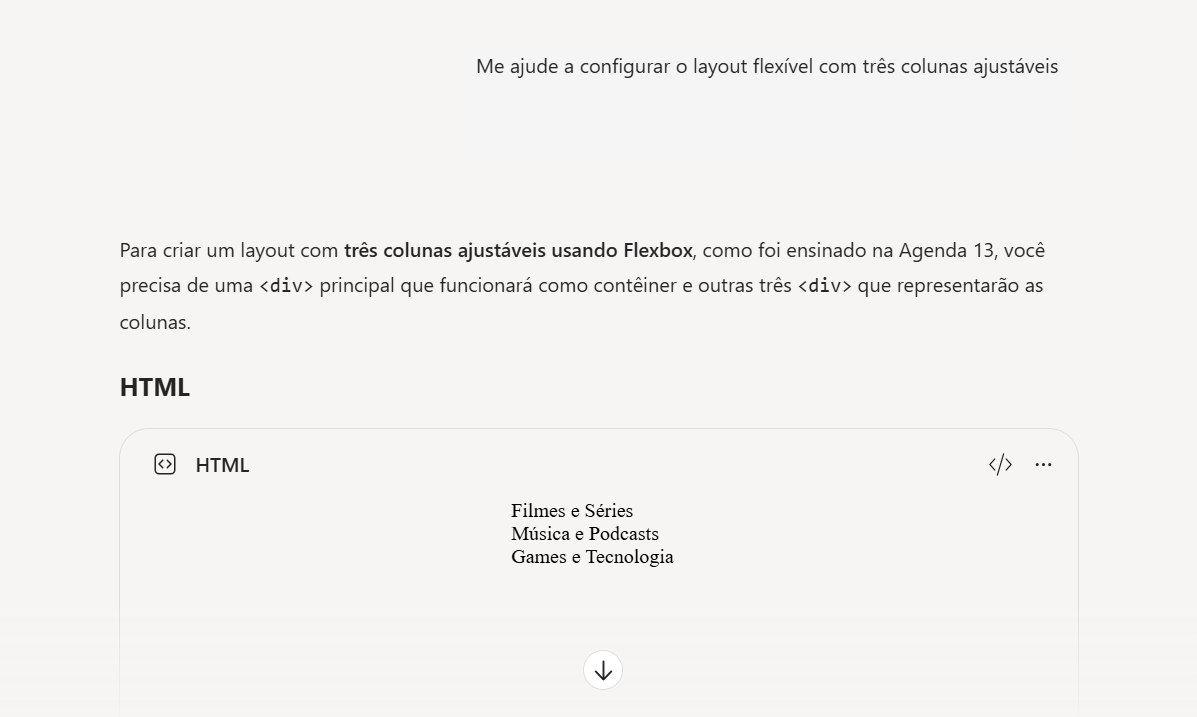 Me ajude a configurar o layout flexível com três colunas ajustáveis
Para criar um layout com três colunas ajustáveis usando Flexbox, como foi ensinado na Agenda 13, você
precisa de uma <div> principal que funcionará como contêiner e outras três <div> que representarão as
colunas.
HTML
HTML
Filmes e Séries
Música e Podcasts
Games e Tecnologia